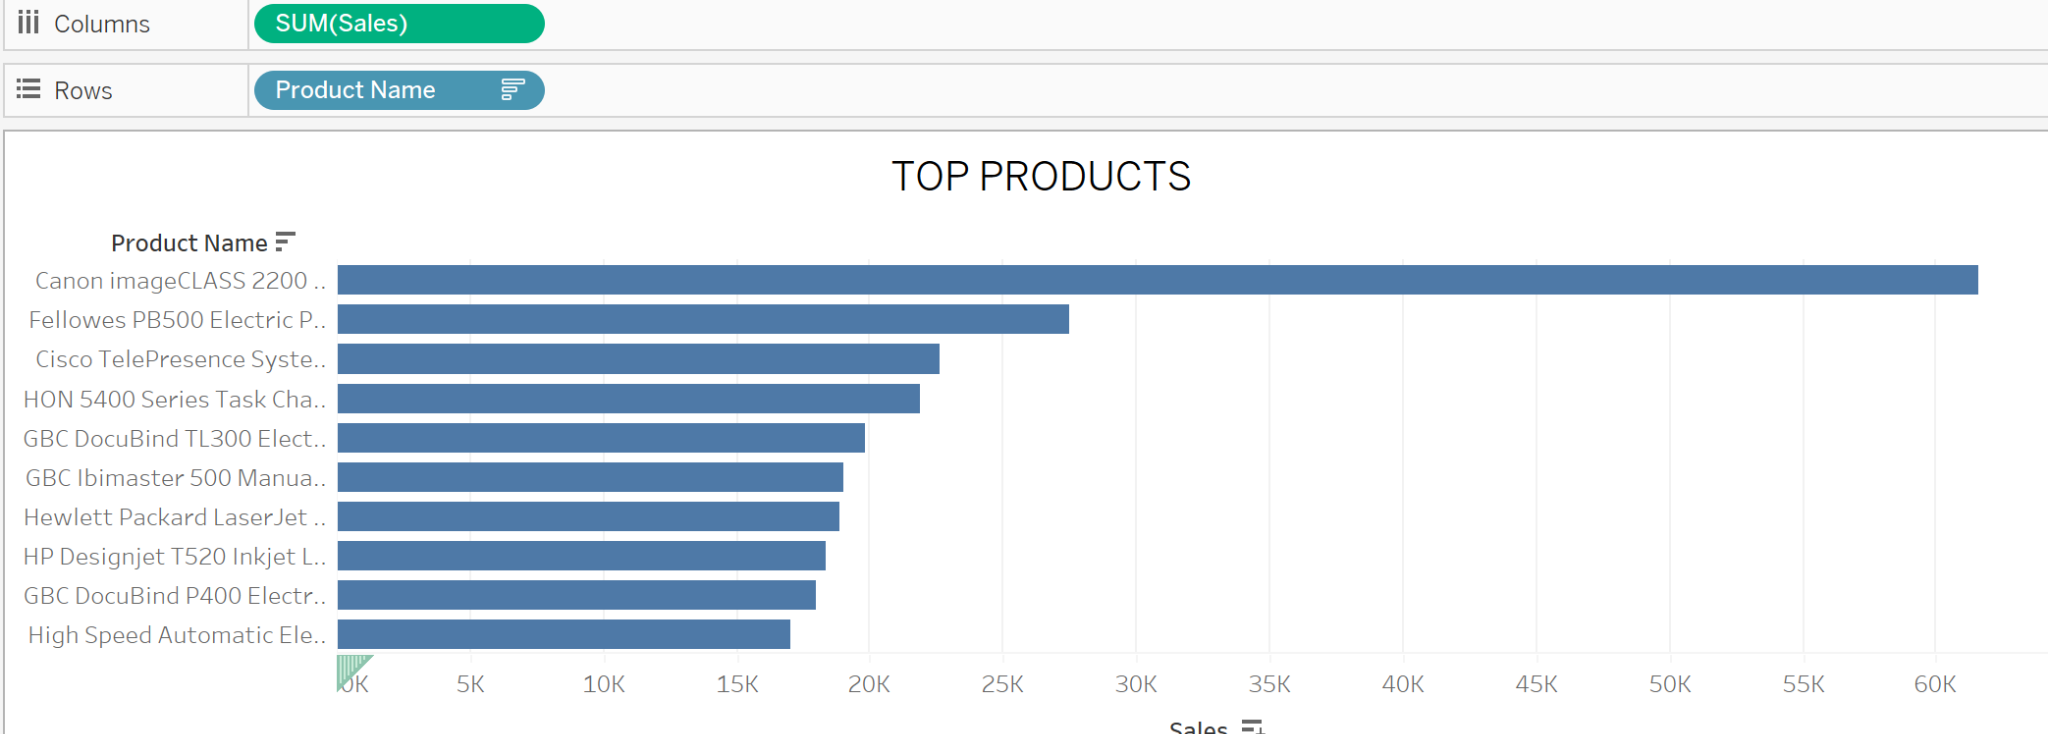 Columns
SUM(Sales)
Rows
Product Name
TOP PRODUCTS
Product Name
Canon imageCLASS 2200 ..
Fellowes PB500 Electric P..
Cisco TelePresence Syste..
HON 5400 Series Task Cha..
GBC DocuBind TL300 Elect..
GBC Ibimaster 500 Manua..
Hewlett Packard LaserJet ..
HP Designjet T520 Inkjet L..
GBC DocuBind P400 Electr..
High Speed Automatic Ele..
0K 5K 10K 15K 20K 25K 30K 35K 40K 45K 50K 55K 60K
Sales